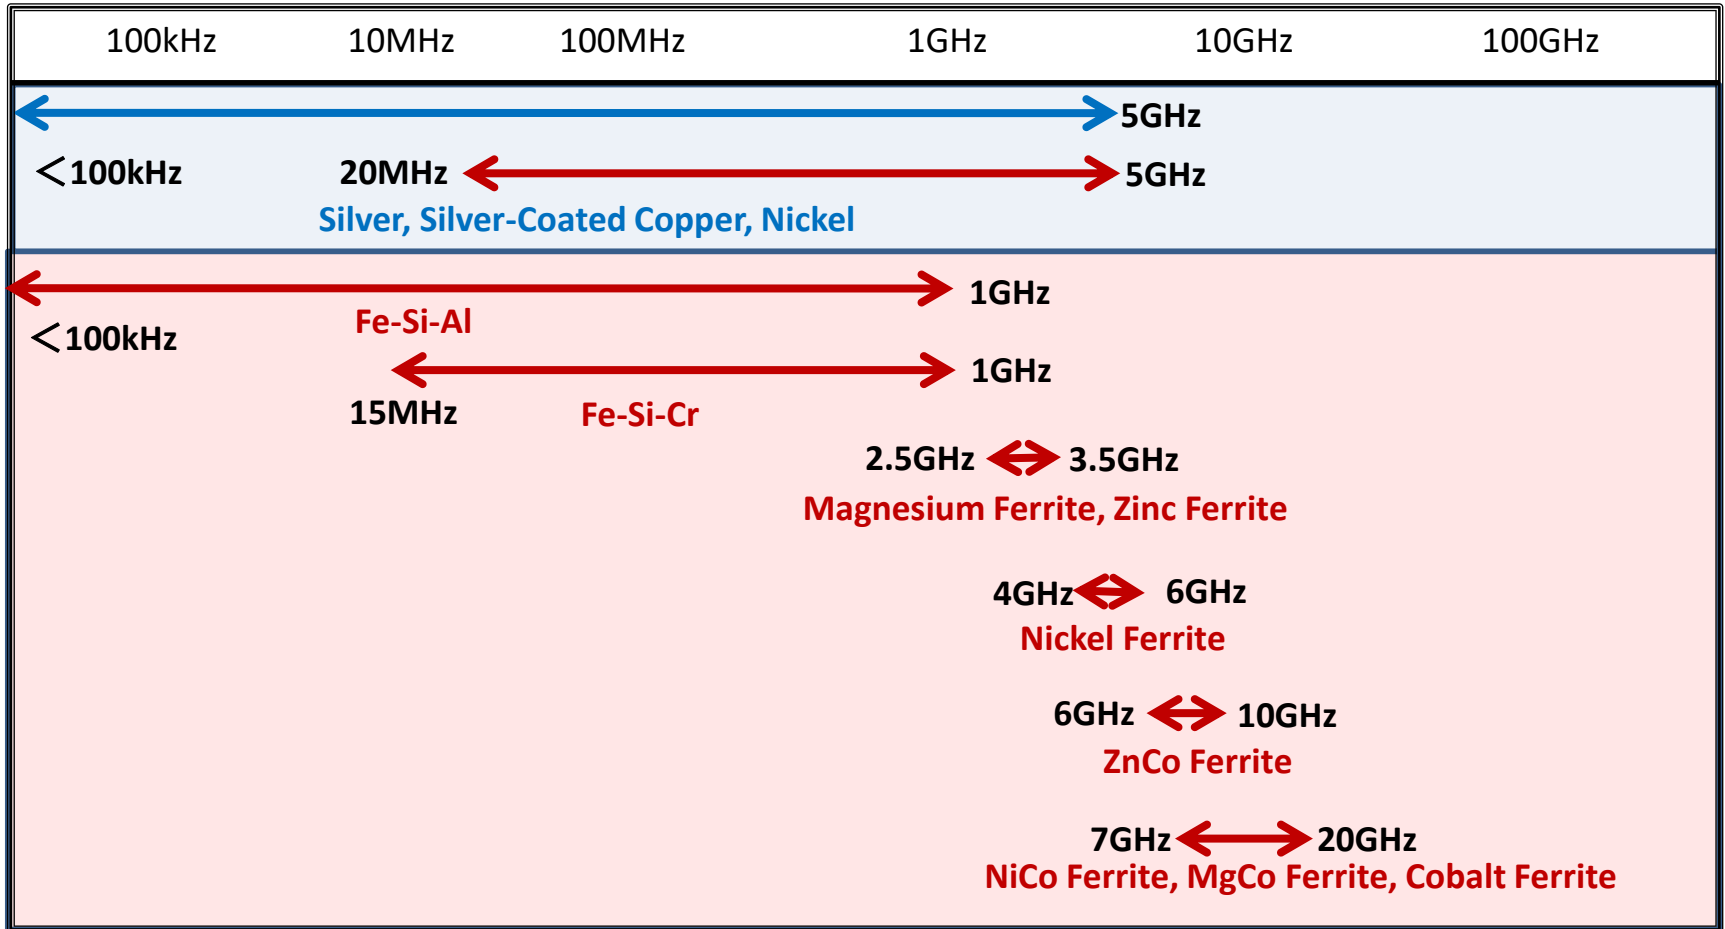 100kHz 10MHz 100MHz 1GHz 10GHz 100GHz
5GHz
<100kHz 20MHz 5GHz
Silver, Silver-Coated Copper, Nickel
1GHz
Fe-Si-Al
<100kHz
1GHz
15MHz Fe-Si-Cr
2.5GHz 3.5GHz
Magnesium Ferrite, Zinc Ferrite
4GHz 6GHz
Nickel Ferrite
6GHz 10GHz
ZnCo Ferrite
7GHz 20GHz
NiCo Ferrite, MgCo Ferrite, Cobalt Ferrite